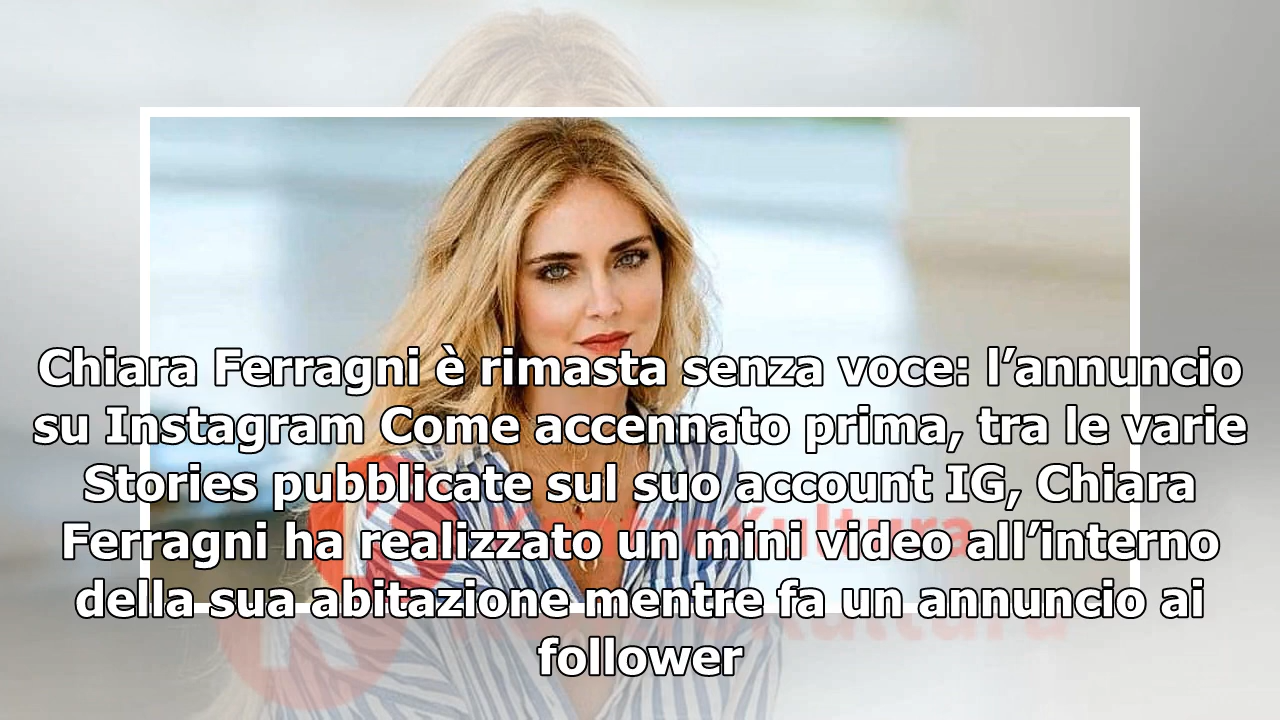 Chiara Ferragni è rimasta senza voce: l’annuncio
su Instagram Come accennato prima, tra le varie
Stories pubblicate sul suo account IG, Chiara
Ferragni ha realizzato un mini video all’interno
della sua abitazione mentre fa un annuncio ai
follower